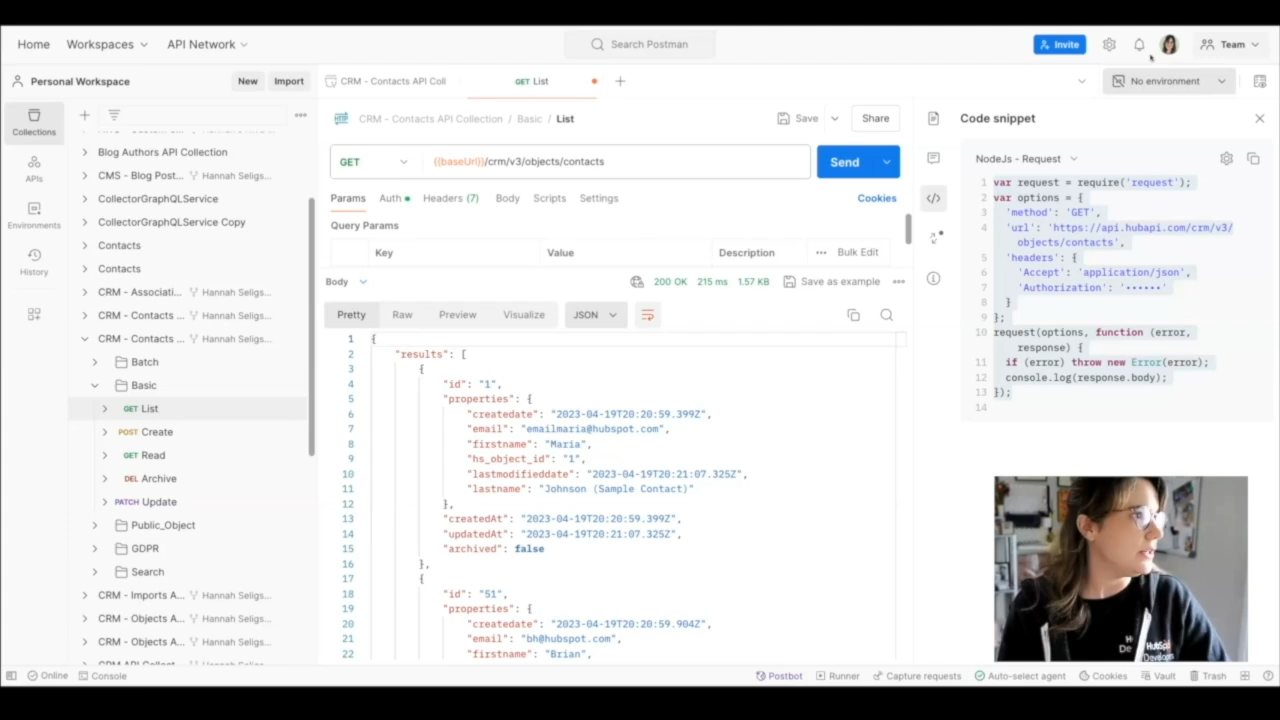 Home Workspaces API Network Search Postman Invite Team
Personal Workspace New Import CRM - Contacts API Coll GET List No environment
Collections
APIs
Environments
History
Blog Authors API Collection
CMS - Blog Post... Hannah Seligs...
CollectorGraphQLService
CollectorGraphQLService Copy
Contacts
Contacts
CRM - Associati... Hannah Seligs...
CRM - Contacts ... Hannah Seligs...
CRM - Contacts ... Hannah Seligs...
Batch
Basic
GET List
POST Create
GET Read
DEL Archive
PATCH Update
Public_Object
GDPR
Search
CRM - Imports A... Hannah Seligs...
CRM - Objects A... Hannah Seligs...
CRM - Objects A... Hannah Seligs...
HTTP CRM - Contacts API Collection / Basic / List Save Share
GET {{baseUrl}}/crm/v3/objects/contacts Send
Params Auth Headers (7) Body Scripts Settings Cookies
Query Params
Key Value Description Bulk Edit
Body 200 OK 215 ms 1.57 KB Save as example
Pretty Raw Preview Visualize JSON
1 {
2 "results": [
3 {
4 "id": "1",
5 "properties": {
6 "createdate": "2023-04-19T20:20:59.399Z",
7 "email": "emailmaria@hubspot.com",
8 "firstname": "Maria",
9 "hs_object_id": "1",
10 "lastmodifieddate": "2023-04-19T20:21:07.325Z",
11 "lastname": "Johnson (Sample Contact)"
12 },
13 "createdAt": "2023-04-19T20:20:59.399Z",
14 "updatedAt": "2023-04-19T20:21:07.325Z",
15 "archived": false
16 },
17 {
18 "id": "51",
19 "properties": {
20 "createdate": "2023-04-19T20:20:59.904Z",
21 "email": "bh@hubspot.com",
22 "firstname": "Brian",
Code snippet
NodeJs - Request
1 var request = require('request');
2 var options = {
3 'method': 'GET',
4 'url': 'https://api.hubapi.com/crm/v3/
objects/contacts',
5 'headers': {
6 'Accept': 'application/json',
7 'Authorization': '••••••'
8 }
9 };
10 request(options, function (error,
response) {
11 if (error) throw new Error(error);
12 console.log(response.body);
13 });
14
HubSpot
Developers
Online Console Postbot Runner Capture requests Auto-select agent Cookies Vault Trash